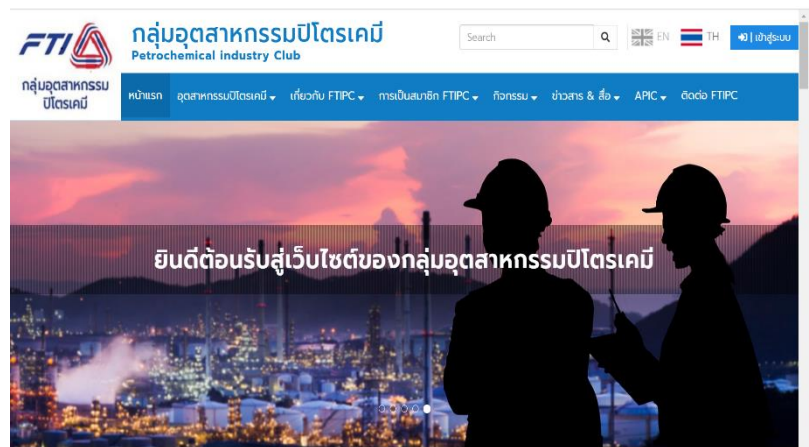 FTI
กลุ่มอุตสาหกรรม
ปิโตรเคมี
กลุ่มอุตสาหกรรมปิโตรเคมี
Petrochemical industry Club
Search
EN
TH
| เข้าสู่ระบบ
หน้าแรก อุตสาหกรรมปิโตรเคมี เกี่ยวกับ FTIPC การเป็นสมาชิก FTIPC กิจกรรม ข่าวสาร & สื่อ APIC ติดต่อ FTIPC
ยินดีต้อนรับสู่เว็บไซต์ของกลุ่มอุตสาหกรรมปิโตรเคมี